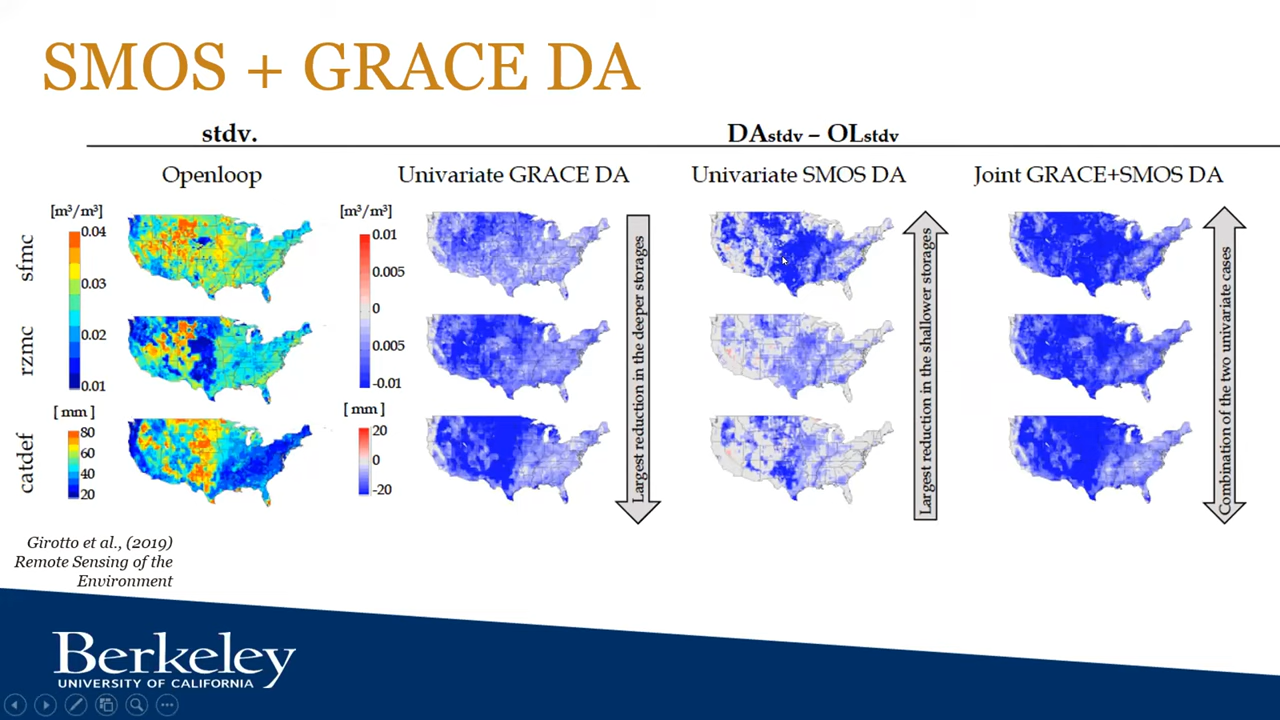 SMOS + GRACE DA
stdv.
DAstdv – OLstdv
Openloop
Univariate GRACE DA
Univariate SMOS DA
Joint GRACE+SMOS DA
[m³/m³]
[m³/m³]
sfmc
0.04
0.03
0.02
0.01
0.01
0.005
0
0.005
-0.01
rzmc
[ mm ]
80
60
40
20
[ mm ]
20
0
-20
catdef
Largest reduction in the deeper storages
Largest reduction in the shallower storages
Combination of the two univariate cases
Girotto et al., (2019)
Remote Sensing of the
Environment
Berkeley
UNIVERSITY OF CALIFORNIA